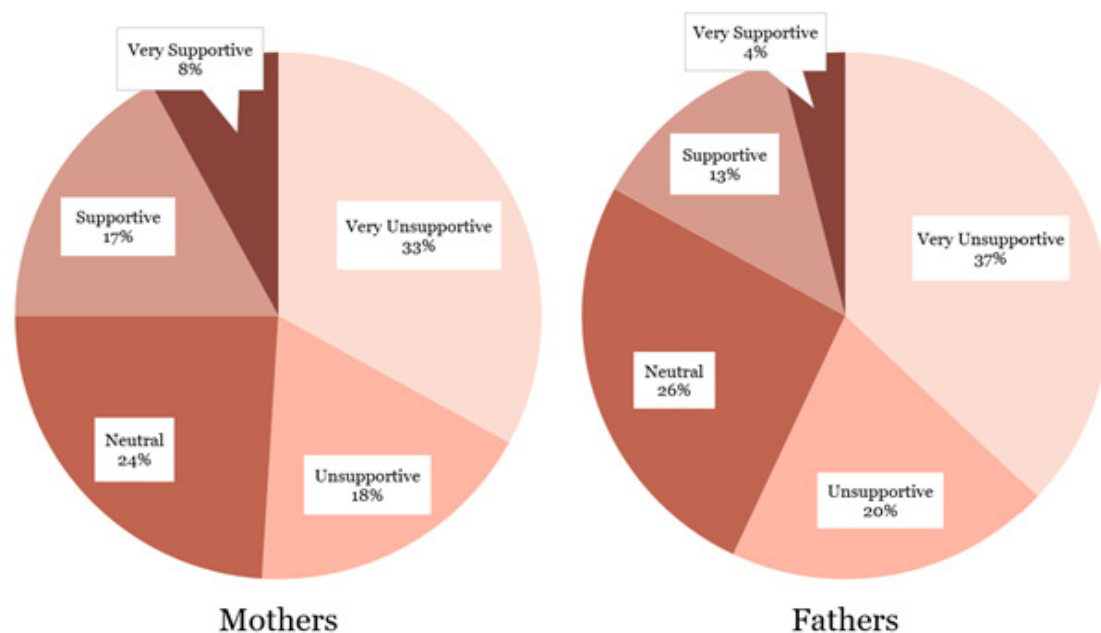 Very Supportive
8%
Very Unsupportive
33%
Supportive
17%
Neutral
24%
Unsupportive
18%
Mothers
Very Supportive
4%
Supportive
13%
Very Unsupportive
37%
Neutral
26%
Unsupportive
20%
Fathers